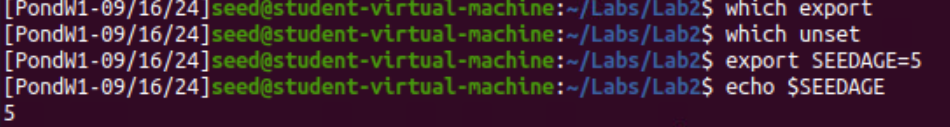 [PondW1-09/16/24]seed@student-virtual-machine:~/Labs/Lab2$ which export
[PondW1-09/16/24]seed@student-virtual-machine:~/Labs/Lab2$ which unset
[PondW1-09/16/24]seed@student-virtual-machine:~/Labs/Lab2$ export SEEDAGE=5
[PondW1-09/16/24]seed@student-virtual-machine:~/Labs/Lab2$ echo $SEEDAGE
5